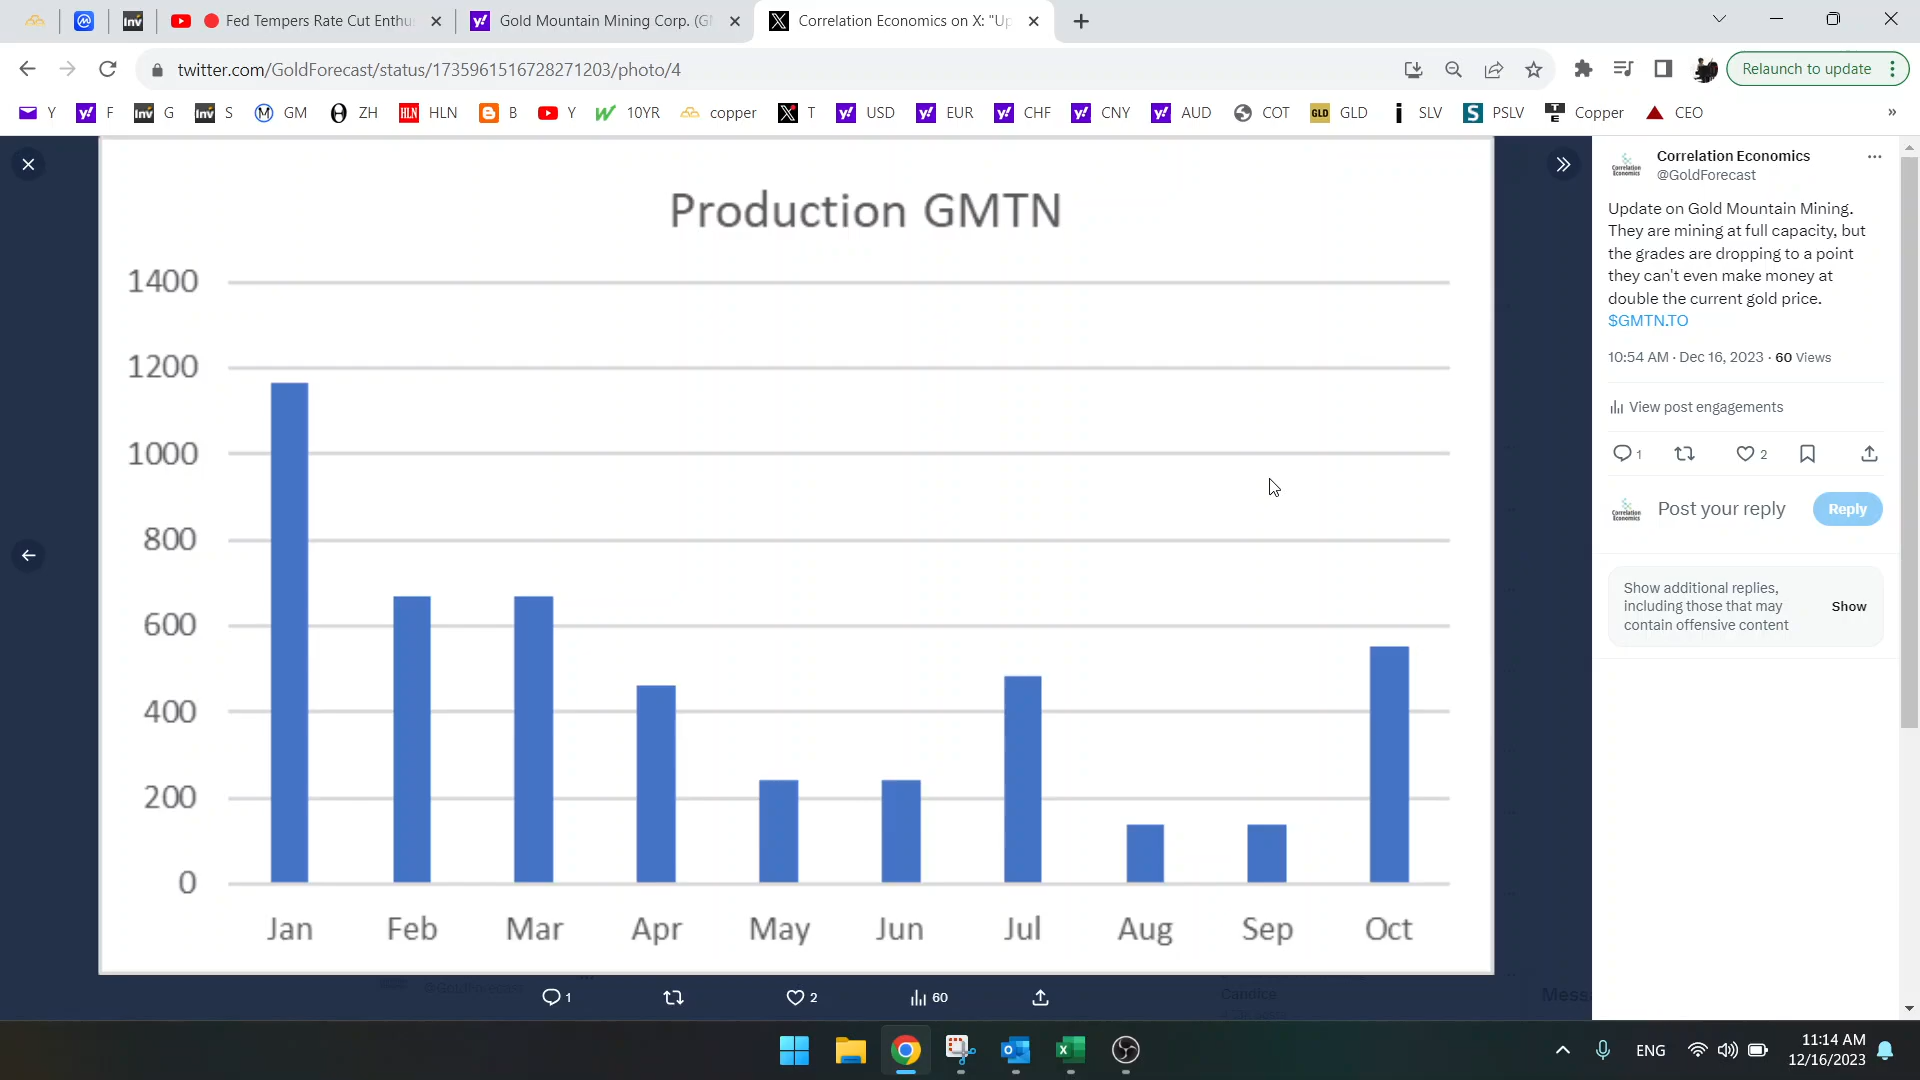 Fed Tempers Rate Cut Enthu
Gold Mountain Mining Corp. (G
Correlation Economics on X: "Up
twitter.com/GoldForecast/status/1735961516728271203/photo/4
Relaunch to update
Y F G S GM ZH HLN B Y 10YR copper T USD EUR CHF CNY AUD COT GLD SLV PSLV Copper CEO »
Production GMTN
1400
1200
1000
800
600
400
200
0
Jan Feb Mar Apr May Jun Jul Aug Sep Oct
1 2 60
Correlation Economics
@GoldForecast
Update on Gold Mountain Mining.
They are mining at full capacity, but
the grades are dropping to a point
they can't even make money at
double the current gold price.
$GMTN.TO
10:54 AM · Dec 16, 2023 · 60 Views
View post engagements
1 2
Post your reply
Reply
Show additional replies,
including those that may
contain offensive content
Show
ENG
11:14 AM
12/16/2023